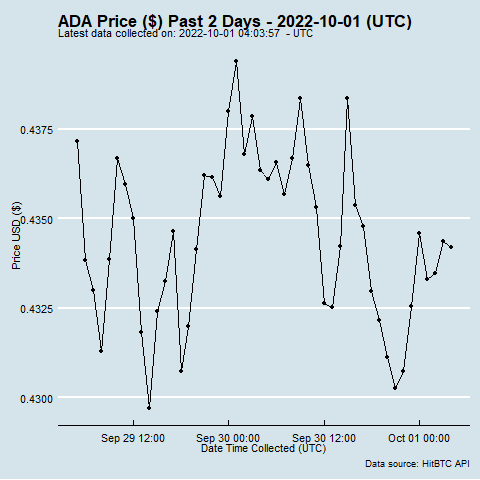 ADA Price ($) Past 2 Days - 2022-10-01 (UTC)
Latest data collected on: 2022-10-01 04:03:57 - UTC
Price USD ($)
0.4375
0.4350
0.4325
0.4300
Sep 29 12:00
Sep 30 00:00
Sep 30 12:00
Oct 01 00:00
Date Time Collected (UTC)
Data source: HitBTC API